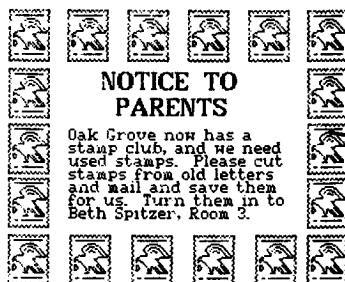 NOTICE TO
PARENTS
Oak Grove now has a
stamp club, and we need
used stamps. Please cut
stamps from old letters
and mail and save them
for us. Turn them in to
Beth Spitzer, Room 3.